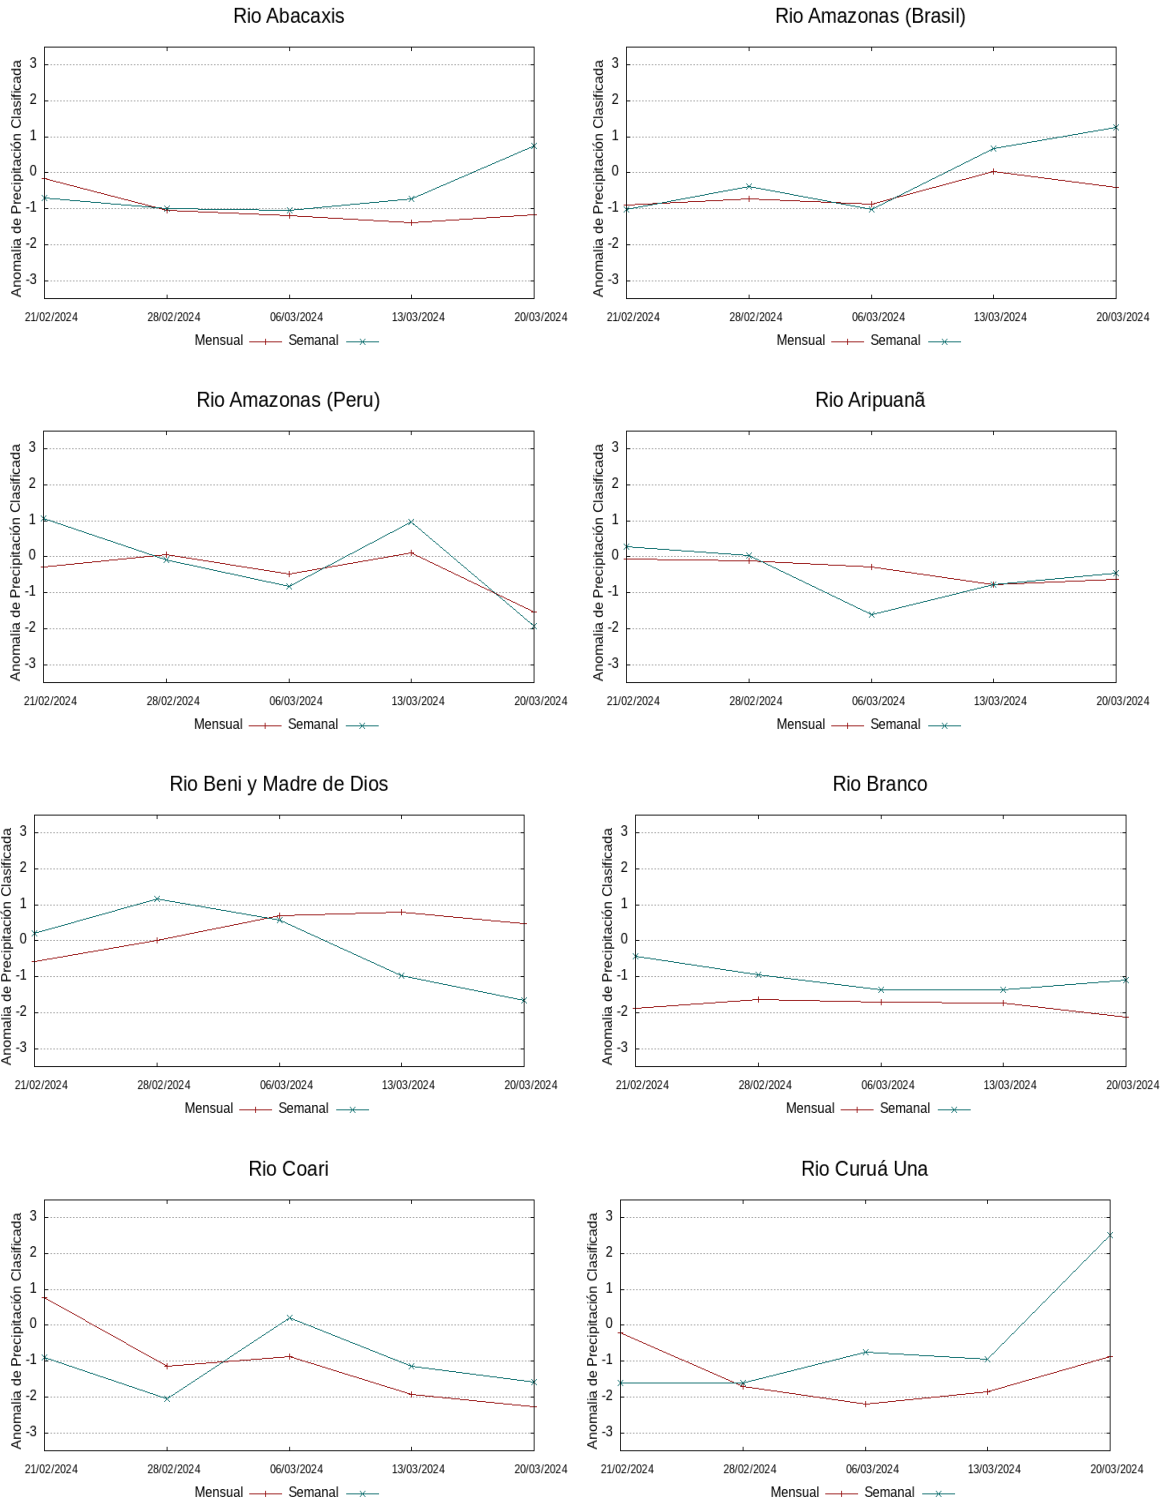 Rio Abacaxis
Anomalia de Precipitación Clasificada
3
2
1
0
-1
-2
-3
21/02/2024 28/02/2024 06/03/2024 13/03/2024 20/03/2024
Mensual Semanal
Rio Amazonas (Brasil)
Anomalia de Precipitación Clasificada
3
2
1
0
-1
-2
-3
21/02/2024 28/02/2024 06/03/2024 13/03/2024 20/03/2024
Mensual Semanal
Rio Amazonas (Peru)
Anomalia de Precipitación Clasificada
3
2
1
0
-1
-2
-3
21/02/2024 28/02/2024 06/03/2024 13/03/2024 20/03/2024
Mensual Semanal
Rio Aripuanã
Anomalia de Precipitación Clasificada
3
2
1
0
-1
-2
-3
21/02/2024 28/02/2024 06/03/2024 13/03/2024 20/03/2024
Mensual Semanal
Rio Beni y Madre de Dios
Anomalia de Precipitación Clasificada
3
2
1
0
-1
-2
-3
21/02/2024 28/02/2024 06/03/2024 13/03/2024 20/03/2024
Mensual Semanal
Rio Branco
Anomalia de Precipitación Clasificada
3
2
1
0
-1
-2
-3
21/02/2024 28/02/2024 06/03/2024 13/03/2024 20/03/2024
Mensual Semanal
Rio Coari
Anomalia de Precipitación Clasificada
3
2
1
0
-1
-2
-3
21/02/2024 28/02/2024 06/03/2024 13/03/2024 20/03/2024
Mensual Semanal
Rio Curuá Una
Anomalia de Precipitación Clasificada
3
2
1
0
-1
-2
-3
21/02/2024 28/02/2024 06/03/2024 13/03/2024 20/03/2024
Mensual Semanal